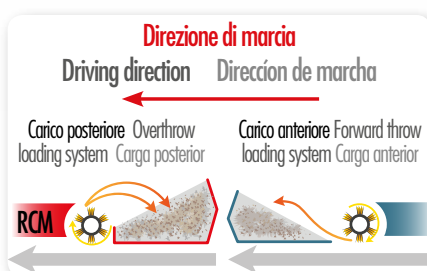 Direzione di marcia
Driving direction Direccíon de marcha
Carico posteriore Overthrow
loading system Carga posterior
Carico anteriore Forward throw
loading system Carga anterior
RCM